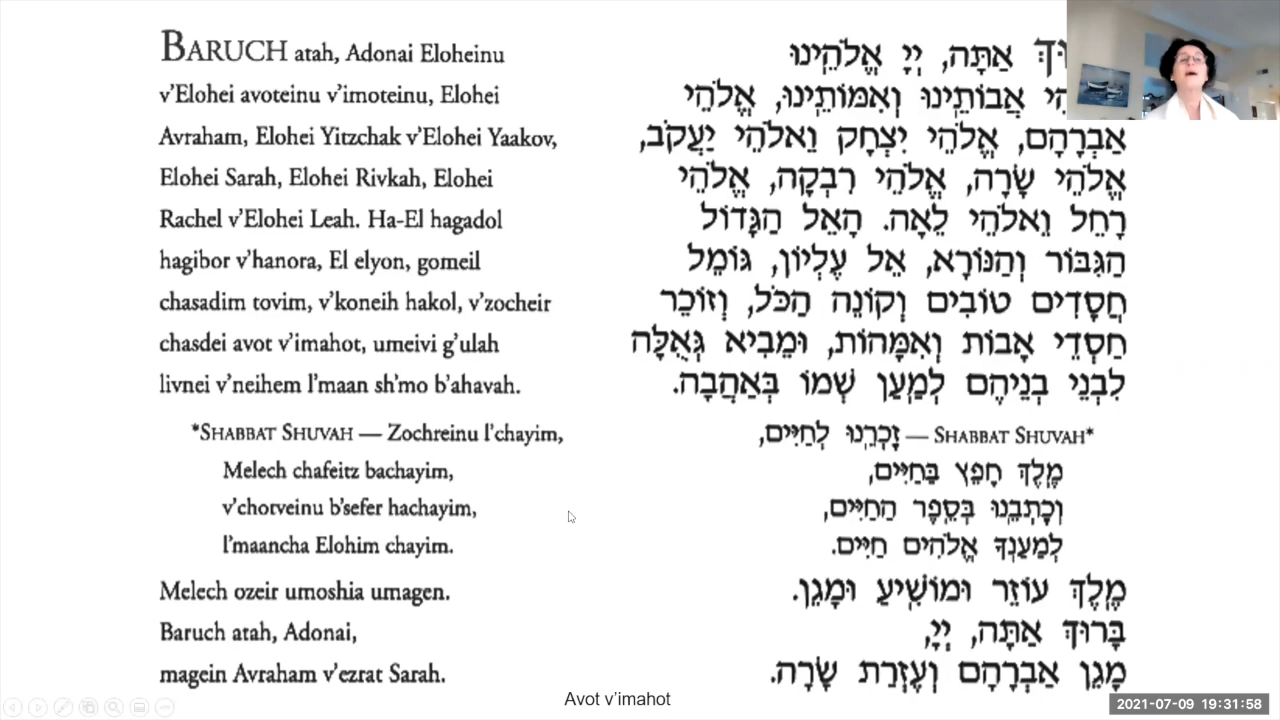 BARUCH atah, Adonai Eloheinu
v'Elohei avoteinu v'imoteinu, Elohei
Avraham, Elohei Yitzchak v'Elohei Yaakov,
Elohei Sarah, Elohei Rivkah, Elohei
Rachel v'Elohei Leah. Ha-El hagadol
hagibor v'hanora, El elyon, gomeil
chasadim tovim, v'koneih hakol, v'zocheir
chasdei avot v'imahot, umeivi g'ulah
livnei v'neihem l'maan sh'mo b'ahavah.
*SHABBAT SHUVAH — Zochreinu l'chayim,
Melech chafeitz bachayim,
v'chotveinu b'sefer hachayim,
l'maancha Elohim chayim.
Melech ozeir umoshia umagen.
Baruch atah, Adonai,
magein Avraham v'ezrat Sarah.
אַתָּה, יְיָ אֱלֹהֵֽינוּ
אֲבוֹתֵֽינוּ וְאִמּוֹתֵֽינוּ, אֱלֹהֵי
אַבְרָהָם, אֱלֹהֵי יִצְחָק וֵאלֹהֵי יַעֲקֹב,
אֱלֹהֵי שָׂרָה, אֱלֹהֵי רִבְקָה, אֱלֹהֵי
רָחֵל וֵאלֹהֵי לֵאָה. הָאֵל הַגָּדוֹל
הַגִּבּוֹר וְהַנּוֹרָא, אֵל עֶלְיוֹן, גּוֹמֵל
חֲסָדִים טוֹבִים וְקוֹנֵה הַכֹּל, וְזוֹכֵר
חַסְדֵי אָבוֹת וְאִמָּהוֹת, וּמֵבִיא גְּאֻלָּה
לִבְנֵי בְנֵיהֶם לְמַֽעַן שְׁמוֹ בְּאַהֲבָה.
*SHABBAT SHUVAH — זָכְרֵֽנוּ לְחַיִּים,
מֶֽלֶךְ חָפֵץ בַּחַיִּים,
וְכָתְבֵֽנוּ בְּסֵֽפֶר הַחַיִּים,
לְמַעַנְךָ אֱלֹהִים חַיִּים.
מֶֽלֶךְ עוֹזֵר וּמוֹשִֽׁיעַ וּמָגֵן.
בָּרוּךְ אַתָּה, יְיָ,
מָגֵן אַבְרָהָם וְעֶזְרַת שָׂרָה.
Avot v'imahot
2021-07-09 19:31:58